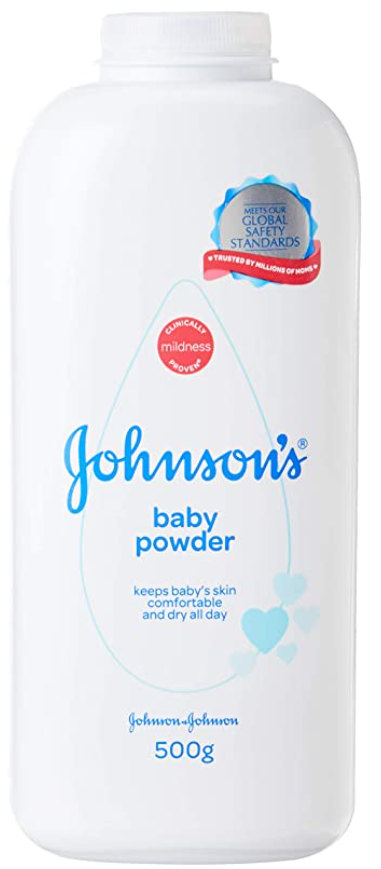 MEETS OUR
GLOBAL
SAFETY
STANDARDS
TRUSTED BY MILLIONS OF MOMS
CLINICALLY
mildness
PROVEN®
Johnson's®
baby
powder
keeps baby's skin
comfortable
and dry all day
Johnson & Johnson
500g